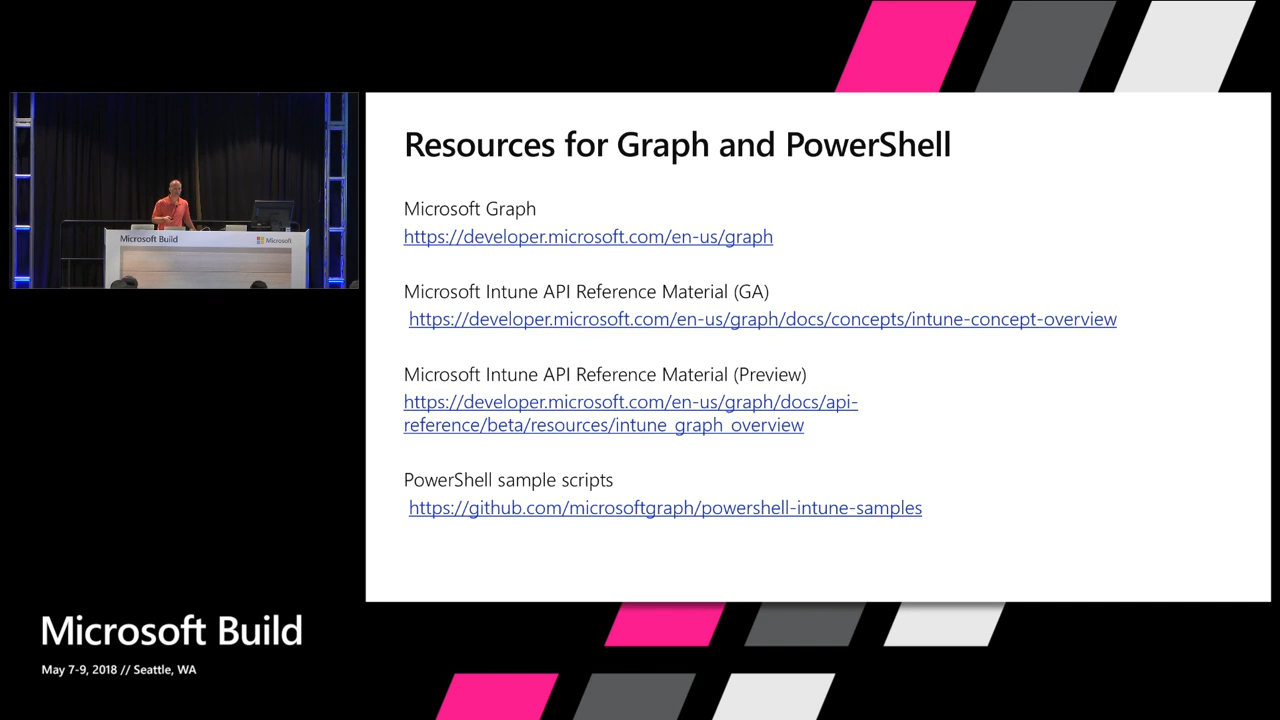 Resources for Graph and PowerShell
Microsoft Graph
https://developer.microsoft.com/en-us/graph
Microsoft Intune API Reference Material (GA)
https://developer.microsoft.com/en-us/graph/docs/concepts/intune-concept-overview
Microsoft Intune API Reference Material (Preview)
https://developer.microsoft.com/en-us/graph/docs/api-
reference/beta/resources/intune_graph_overview
PowerShell sample scripts
https://github.com/microsoftgraph/powershell-intune-samples
Microsoft Build
Microsoft
Microsoft Build
May 7-9, 2018 // Seattle, WA